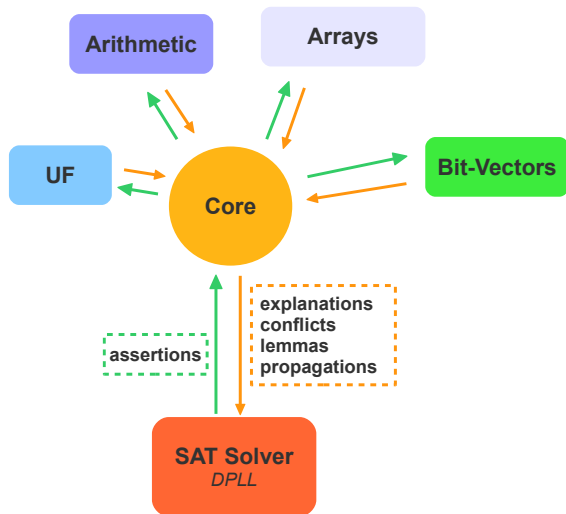 Arrays
Arithmetic
UF
Core
Bit-Vectors
assertions
explanations
conflicts
lemmas
propagations
SAT Solver
DPLL